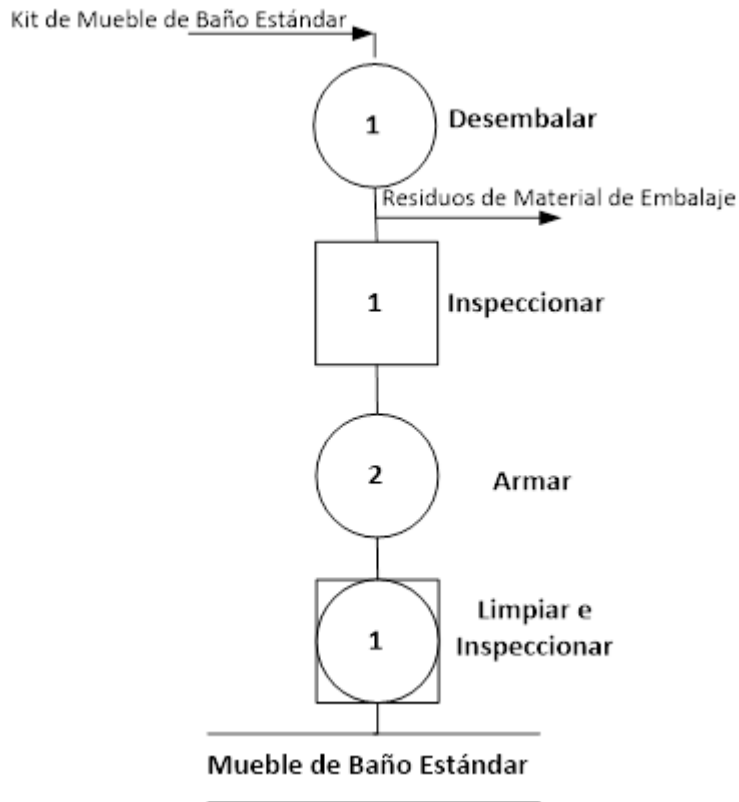 Kit de Mueble de Baño Estándar
1
Desembalar
Residuos de Material de Embalaje
1
Inspeccionar
2
Armar
1
Limpiar e
Inspeccionar
Mueble de Baño Estándar